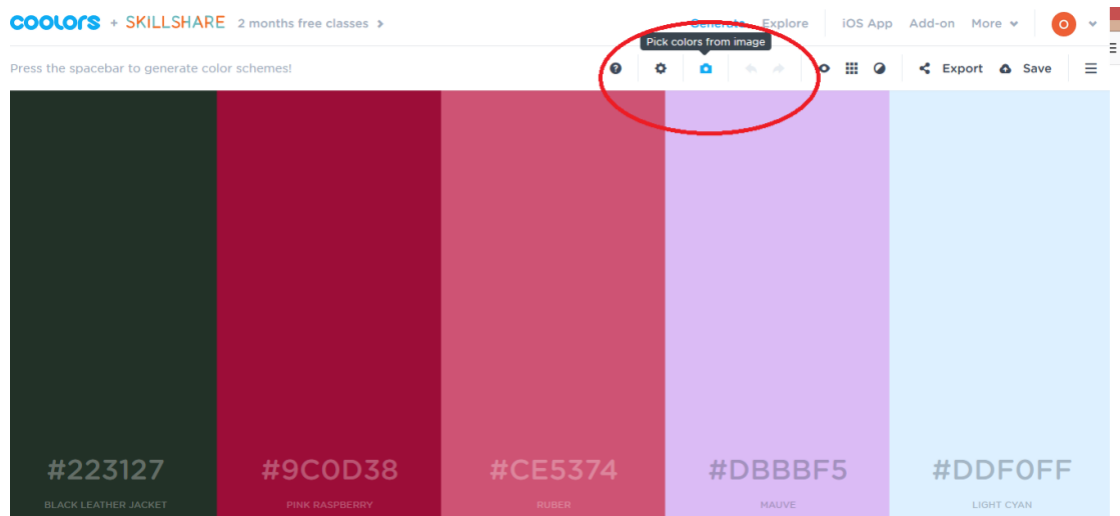 coolors + SKILLSHARE 2 months free classes > Generate Explore iOS App Add-on More O
Pick colors from image
Press the spacebar to generate color schemes! ? Export Save
#223127 #9C0D38 #CE5374 #DBBBF5 #DDF0FF
BLACK LEATHER JACKET PINK RASPBERRY RUBER MAUVE LIGHT CYAN